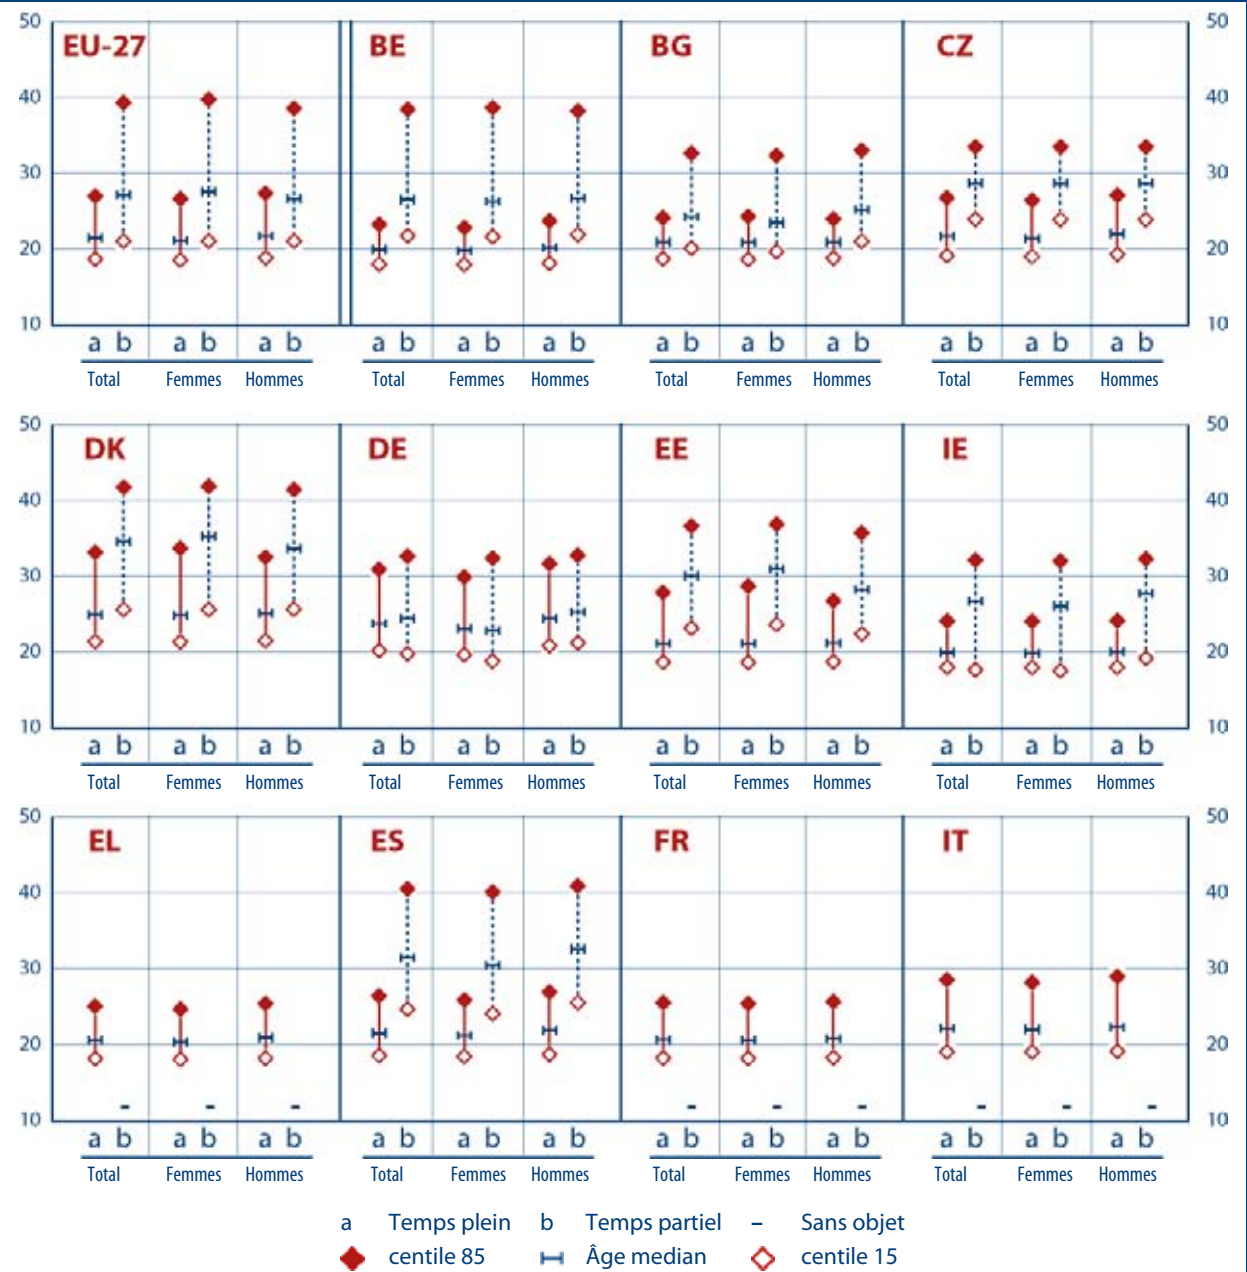 50 50
EU-27 BE BG CZ
40 40
30 30
20 20
10 10
a b a b a b a b a b a b a b a b a b a b a b a b
Total Femmes Hommes Total Femmes Hommes Total Femmes Hommes Total Femmes Hommes
50 50
DK DE EE IE
40 40
30 30
20 20
10 10
a b a b a b a b a b a b a b a b a b a b a b a b
Total Femmes Hommes Total Femmes Hommes Total Femmes Hommes Total Femmes Hommes
50 50
EL ES FR IT
40 40
30 30
20 20
- - - - - - - - -
10 10
a b a b a b a b a b a b a b a b a b a b a b a b
Total Femmes Hommes Total Femmes Hommes Total Femmes Hommes Total Femmes Hommes
a Temps plein b Temps partiel – Sans objet
centile 85 Âge median centile 15